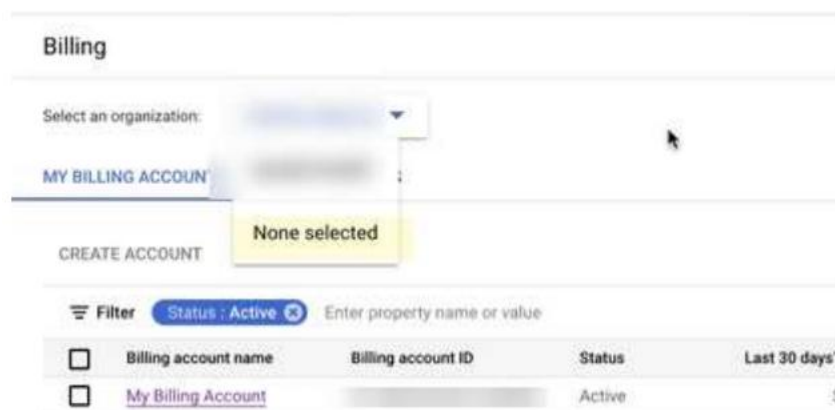 Billing
Select an organization:
MY BILLING ACCOUNT
None selected
CREATE ACCOUNT
Filter Status : Active Enter property name or value
Billing account name Billing account ID Status Last 30 days
My Billing Account Active